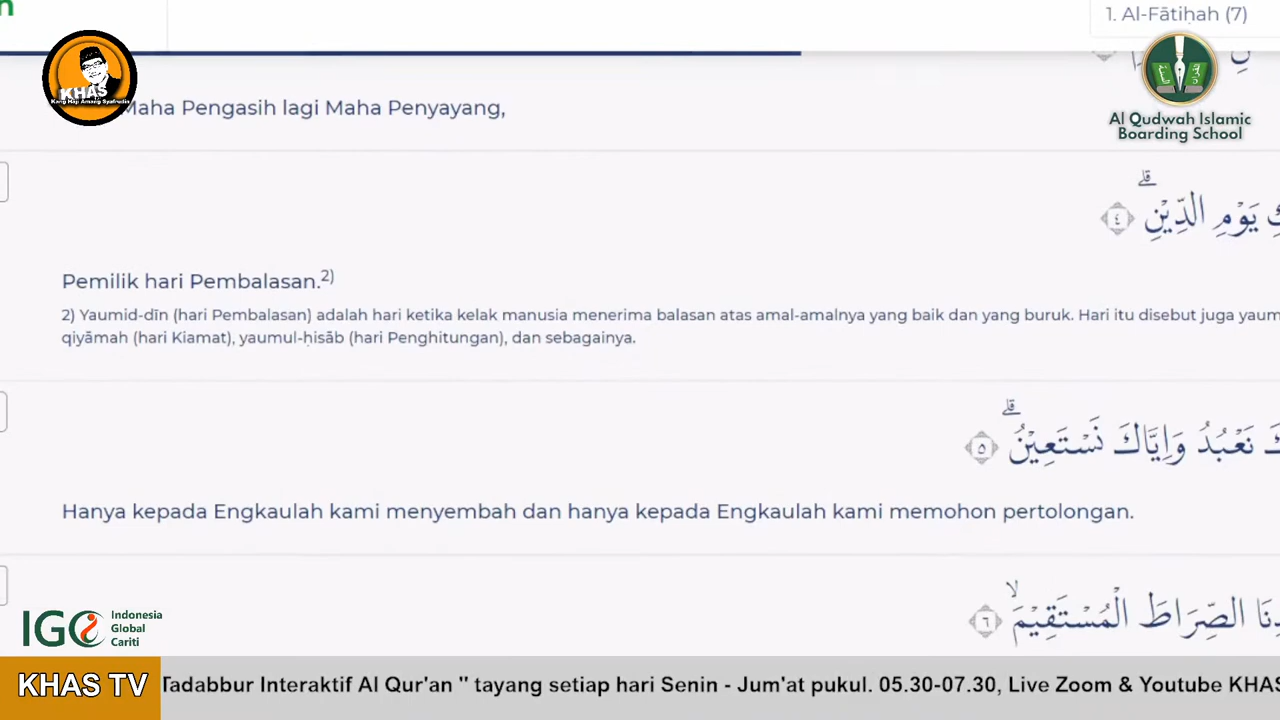 n
1. Al-Fātiḥah (7)
KHAS
Kang Haji Amang Syafrudin
Al Qudwah Islamic
Boarding School
Maha Pengasih lagi Maha Penyayang,
يَوْمِ الدِّيْنِۗ ٤
Pemilik hari Pembalasan.2)
2) Yaumid-dīn (hari Pembalasan) adalah hari ketika kelak manusia menerima balasan atas amal-amalnya yang baik dan yang buruk. Hari itu disebut juga yaum
qiyāmah (hari Kiamat), yaumul-ḥisāb (hari Penghitungan), dan sebagainya.
نَعْبُدُ وَاِيَّاكَ نَسْتَعِيْنُۗ ٥
Hanya kepada Engkaulah kami menyembah dan hanya kepada Engkaulah kami memohon pertolongan.
الصِّرَاطَ الْمُسْتَقِيْمَۙ ٦
IGC Indonesia
Global
Cariti
KHAS TV Tadabbur Interaktif Al Qur'an " tayang setiap hari Senin - Jum'at pukul. 05.30-07.30, Live Zoom & Youtube KHAS